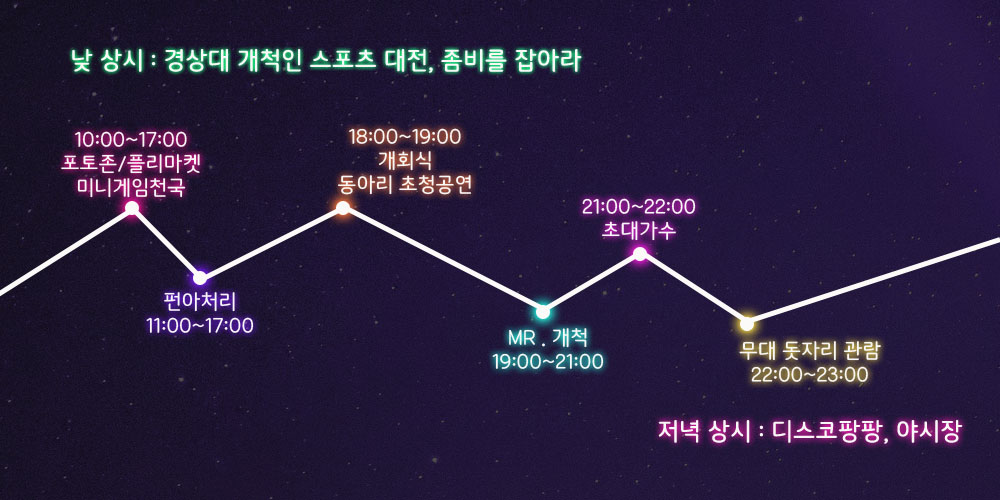 낮 상시 : 경상대 개척인 스포츠 대전, 좀비를 잡아라
10:00~17:00
포토존/플리마켓
미니게임천국
펀아처리
11:00~17:00
18:00~19:00
개회식
동아리 초청공연
MR . 개척
19:00~21:00
21:00~22:00
초대가수
무대 돗자리 관람
22:00~23:00
저녁 상시 : 디스코팡팡, 야시장